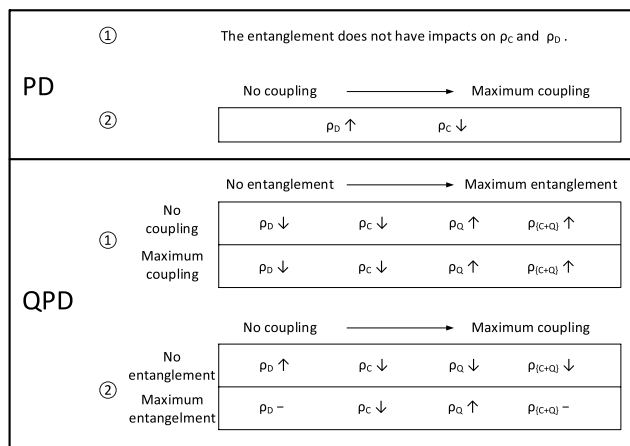 ① The entanglement does not have impacts on ρC and ρD .
PD
No coupling → Maximum coupling
② ρD ↑ ρC ↓
No entanglement → Maximum entanglement
No coupling ρD ↓ ρC ↓ ρQ ↑ ρ{C+Q} ↑
①
Maximum coupling ρD ↓ ρC ↓ ρQ ↑ ρ{C+Q} ↑
QPD
No coupling → Maximum coupling
No entanglement ρD ↑ ρC ↓ ρQ ↓ ρ{C+Q} ↓
②
Maximum entangelment ρD – ρC ↓ ρQ ↑ ρ{C+Q} –